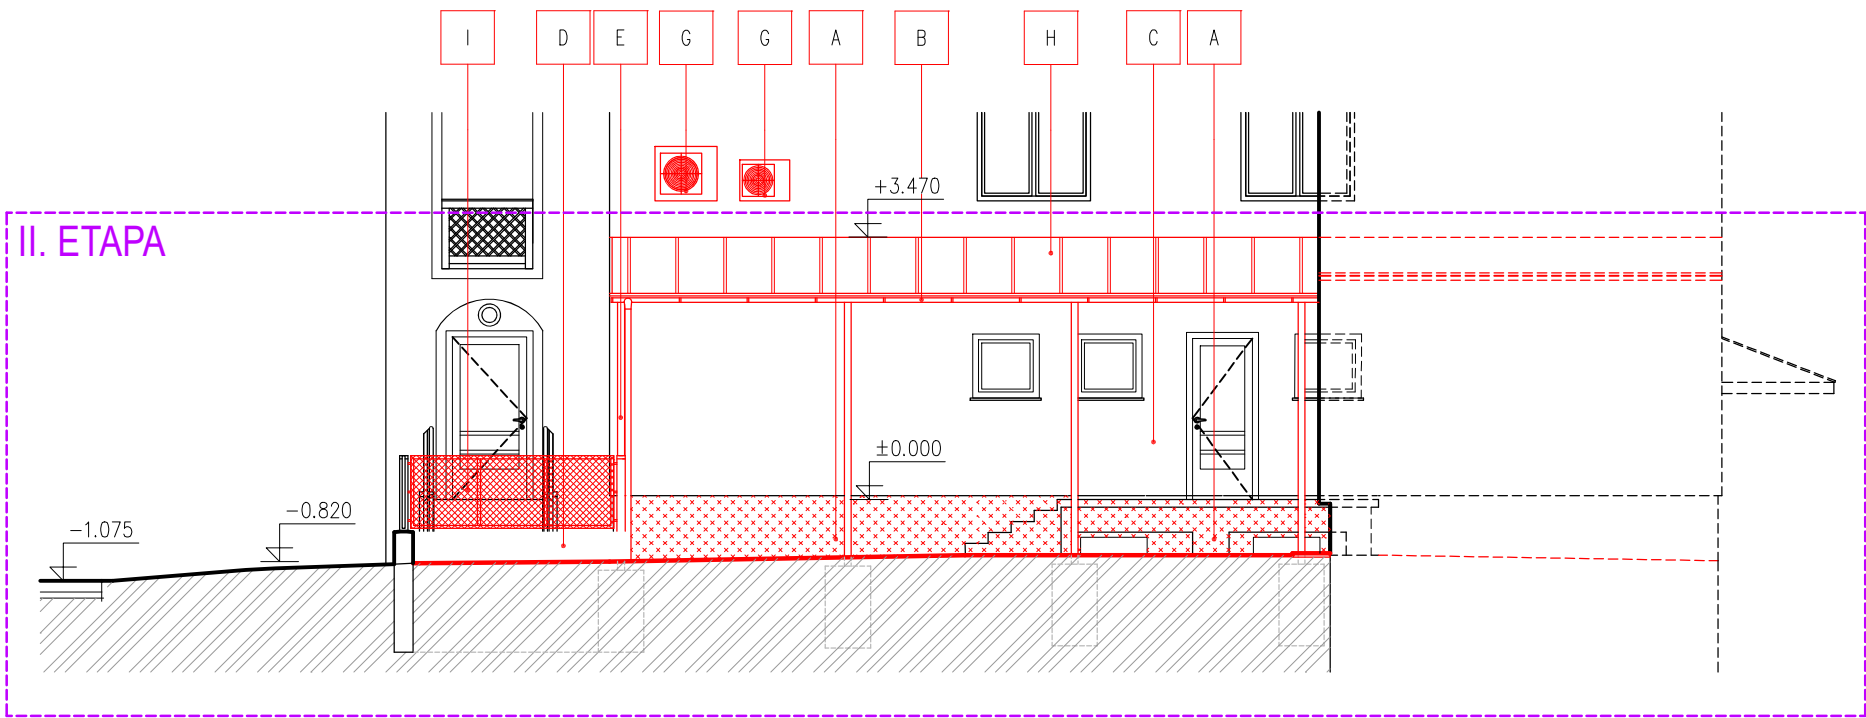 I D E G G A B H C A
+3.470
II. ETAPA
±0.000
-0.820
-1.075